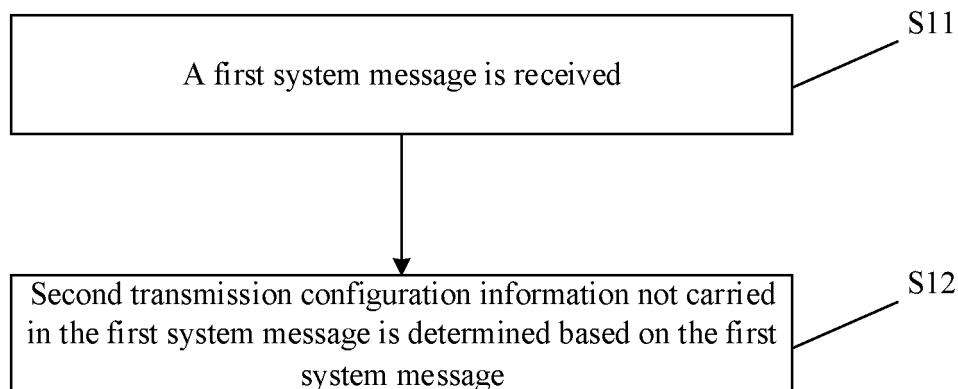 S11
A first system message is received
S12
Second transmission configuration information not carried
in the first system message is determined based on the first
system message